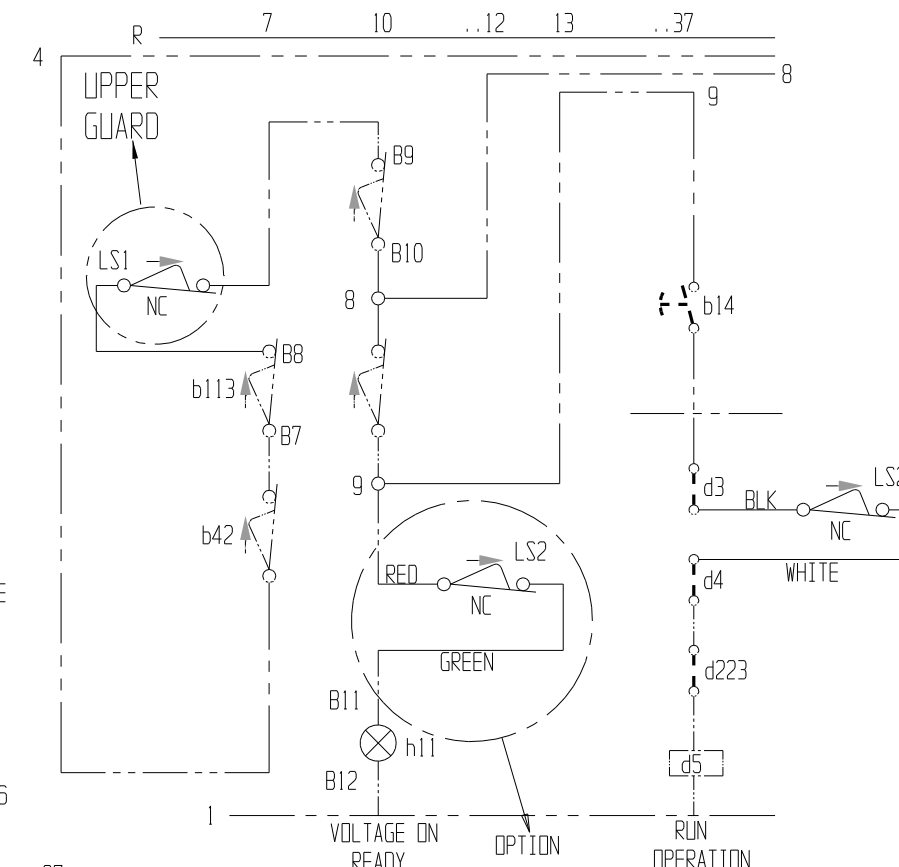 R 7 10 ..12 13 ..37
4
8
9
UPPER
GUARD
B9
LS1
B10
NC
8
b14
B8
b113
B7
9
d3
LS2
BLK
NC
b42
LS2
RED
NC
d4
WHITE
E
GREEN
d223
B11
h11
d5
B12
6
1
VOLTAGE ON
READY
OPTION
RUN
OPERATION